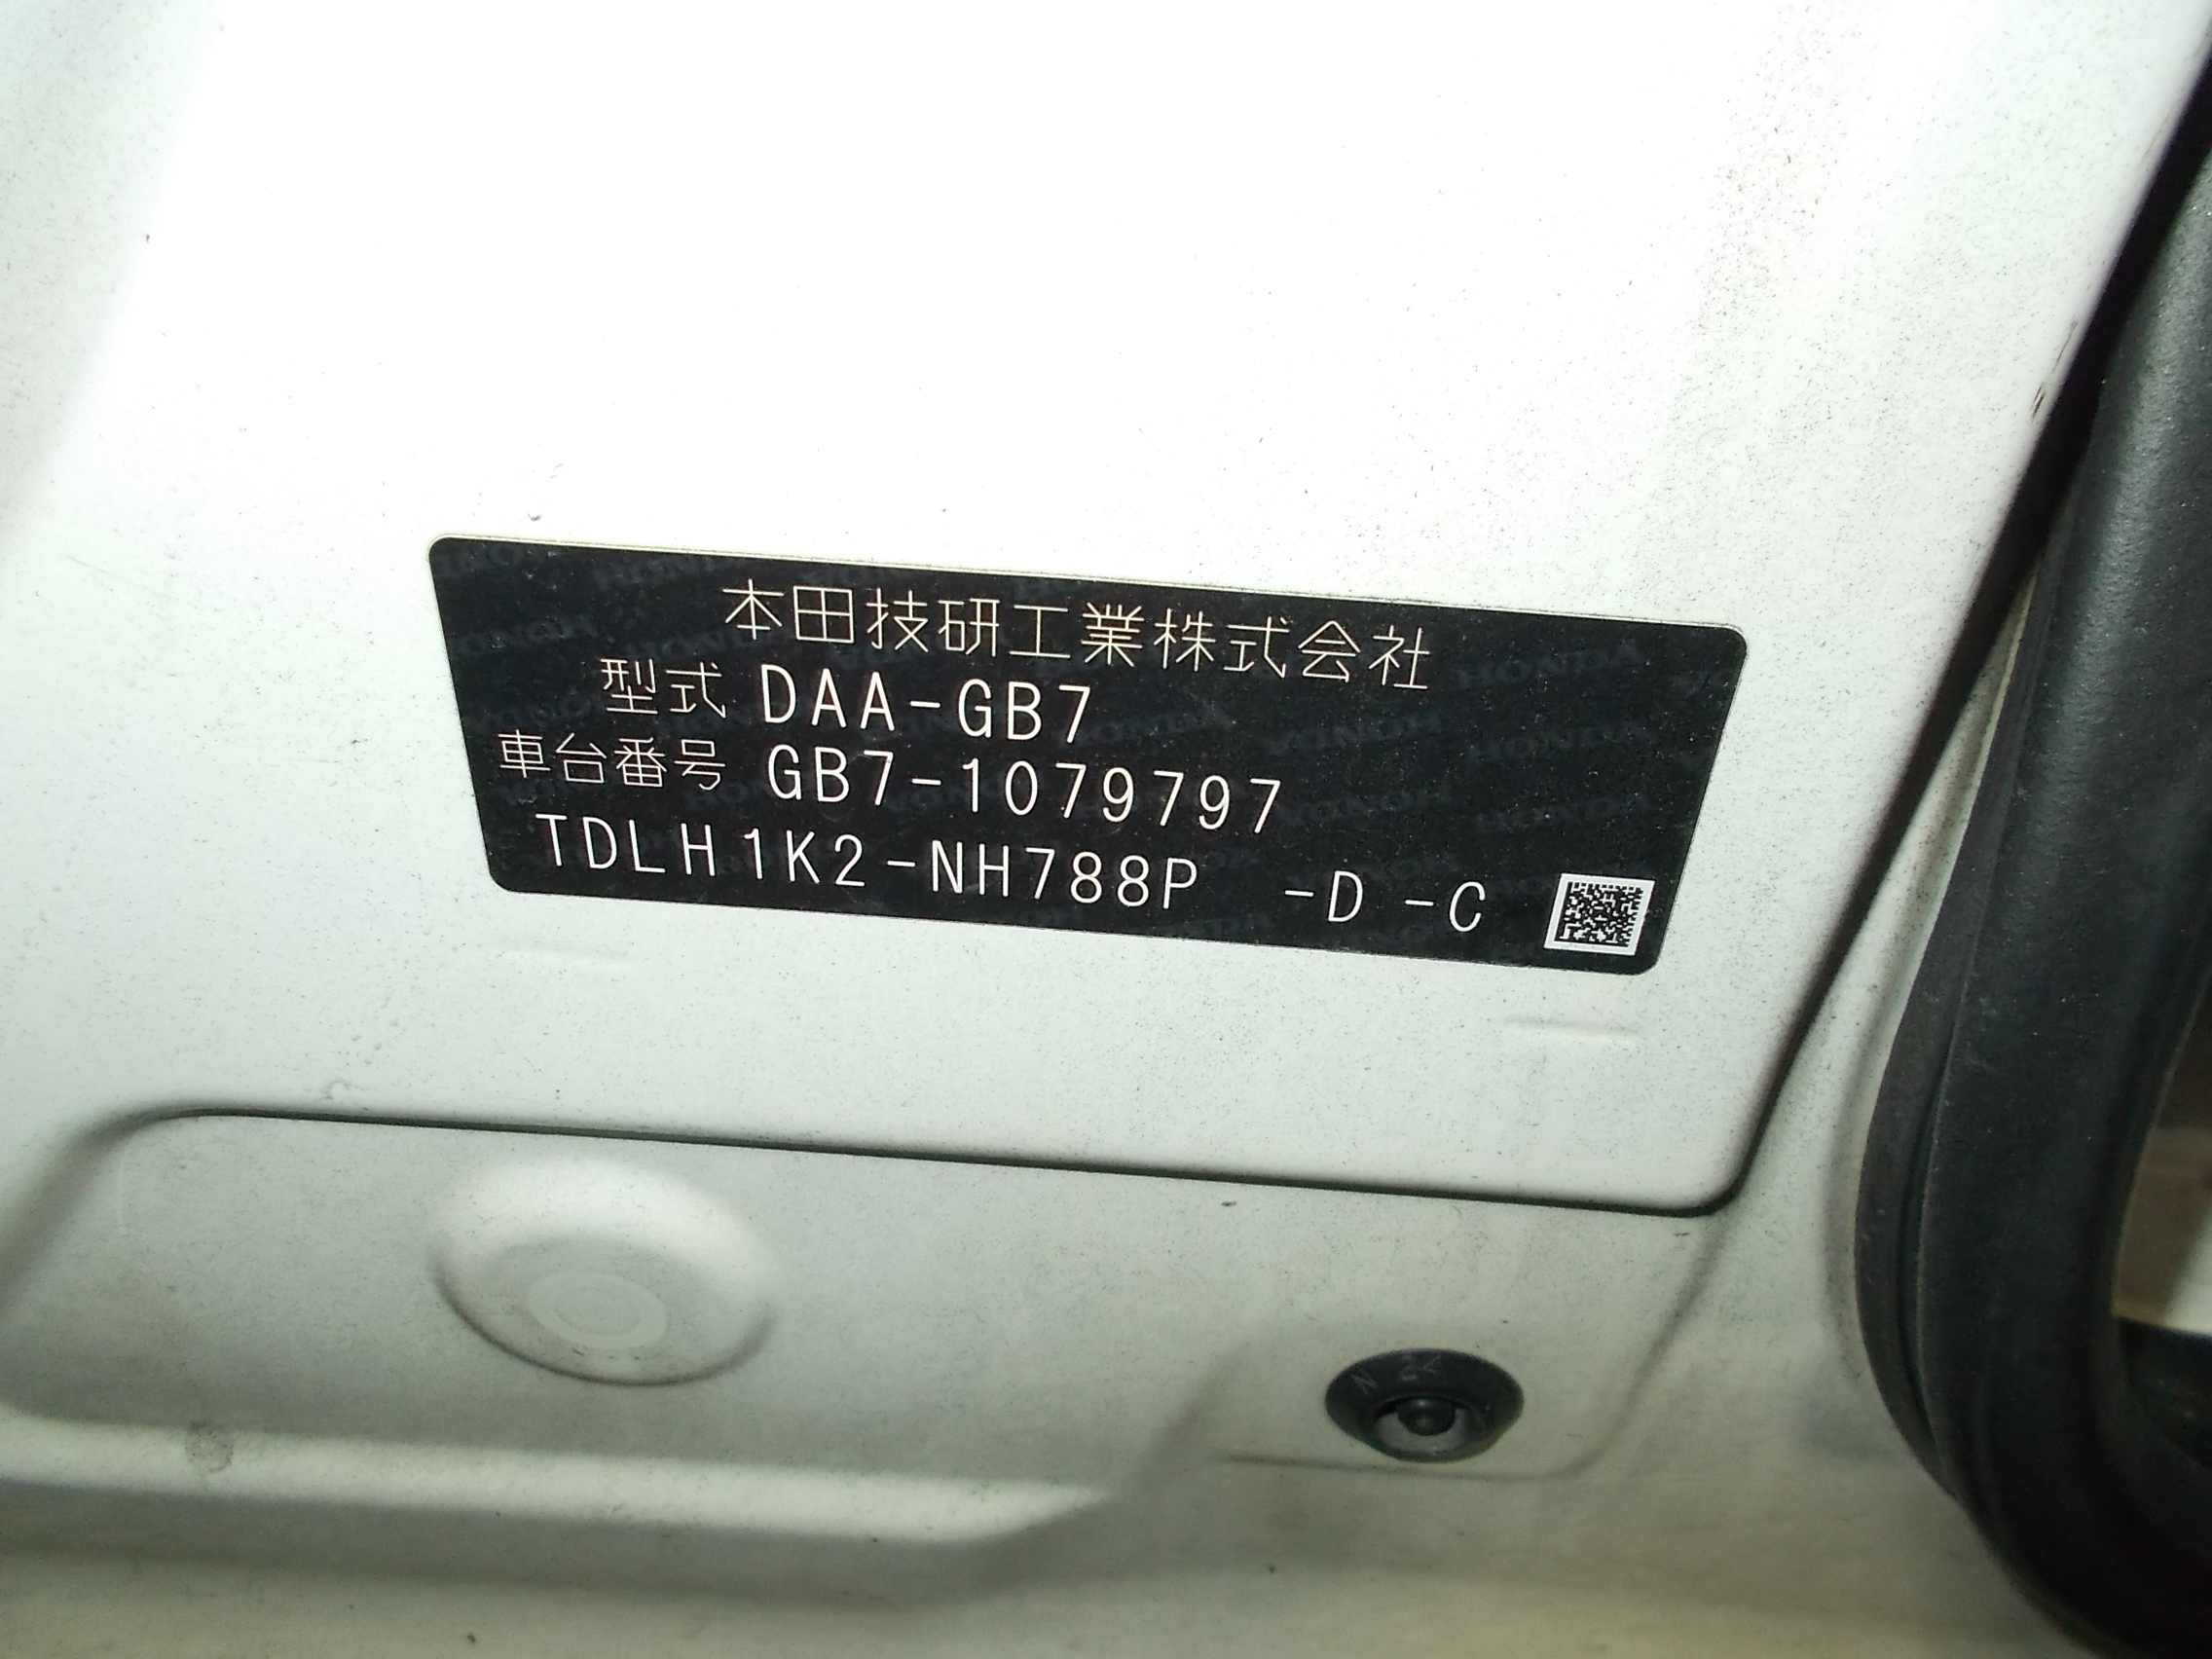 本田技研工業株式会社
型式 DAA-GB7
車台番号 GB7-1079797
TDLH1K2-NH788P -D -C